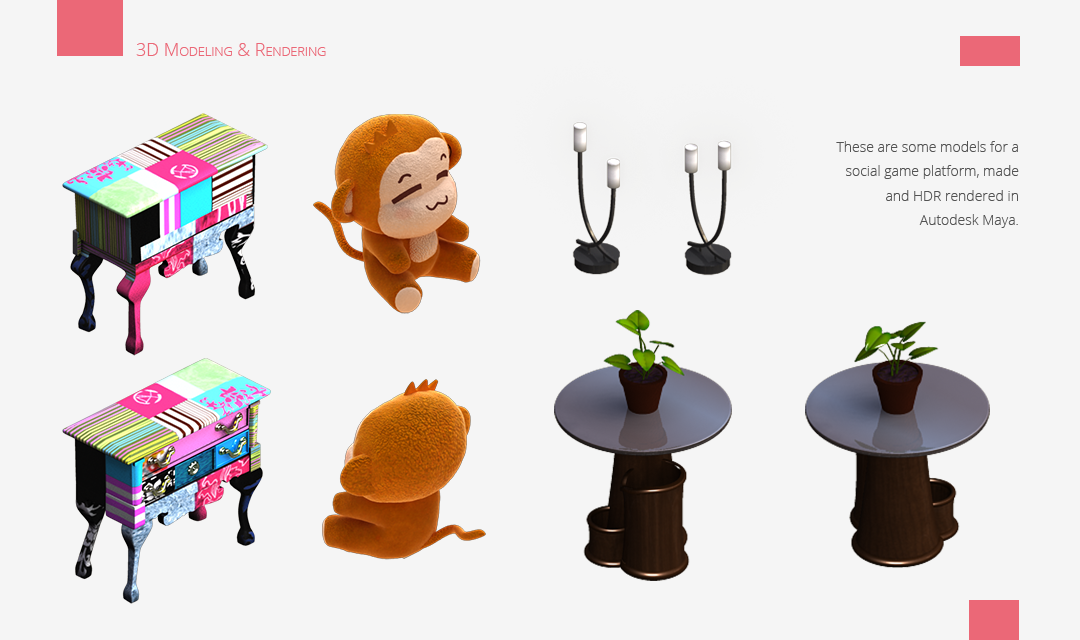 3D Modeling & Rendering
These are some models for a
social game platform, made
and HDR rendered in
Autodesk Maya.